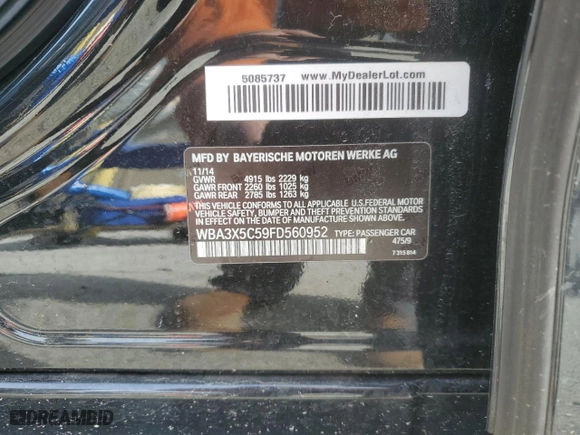 5085737 www.MyDealerLot.com
MFD BY BAYERISCHE MOTOREN WERKE AG
11/14
GVWR 4915 lbs 2229 kg
GAWR FRONT 2260 lbs 1025 kg
GAWR REAR 2785 lbs 1263 kg
THIS VEHICLE CONFORMS TO ALL APPLICABLE U.S.FEDERAL MOTOR
VEHICLE SAFETY, BUMPER, AND THEFT PREVENTION STANDARDS
IN EFFECT ON THE DATE OF MANUFACTURE SHOWN ABOVE.
WBA3X5C59FD560952 TYPE: PASSENGER CAR
475/9
7 315 014
DREAMBID